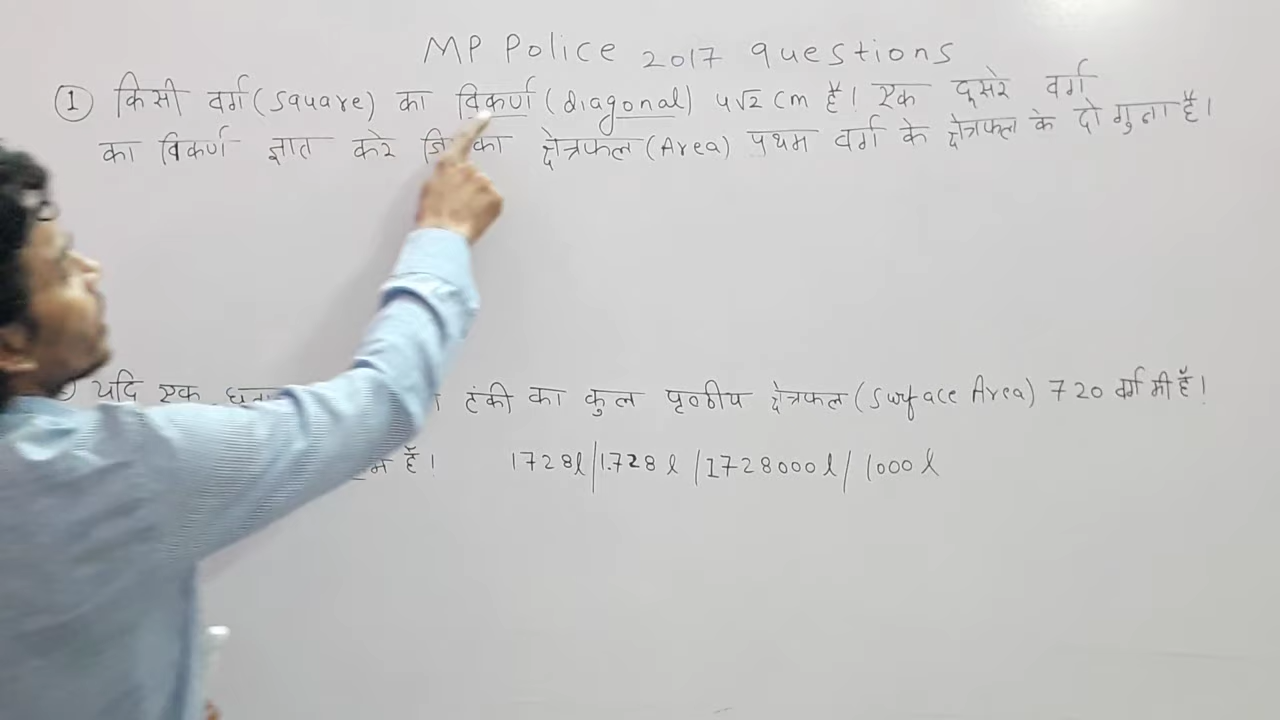 MP Police 2017 questions
① किसी वर्ग (square) का विकर्ण (diagonal) 4√2 cm हैं। एक दूसरे वर्ग
का विकर्ण ज्ञात करे का क्षेत्रफल (Area) प्रथम वर्ग के क्षेत्रफल के दो गुना हैं।
यदि एक टंकी का कुल पृष्ठीय क्षेत्रफल (Surface Area) 720 वर्ग मी हैं।
हैं। 1728 l / 1.728 l / 1728000 l / 1000 l